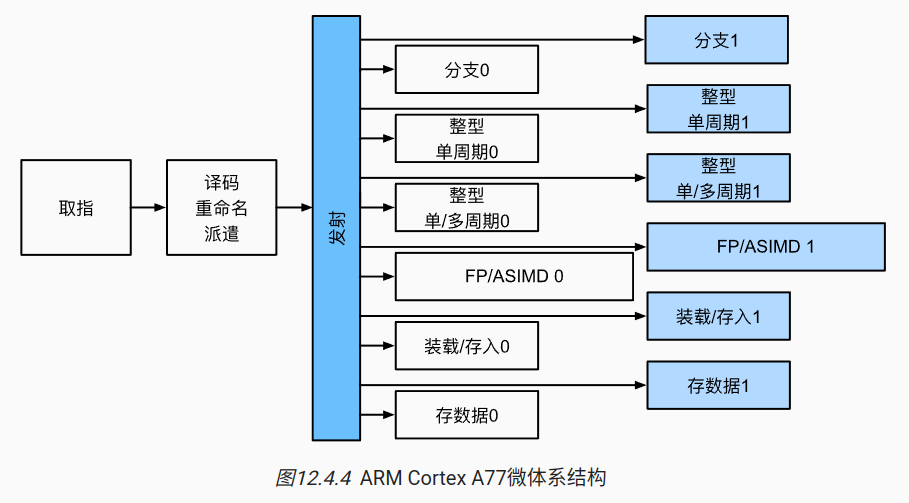 分支1
分支0
整型
单周期1
整型
单周期0
取指
译码
重命名
派遣
发射
整型
单/多周期1
整型
单/多周期0
FP/ASIMD 1
FP/ASIMD 0
装载/存入1
装载/存入0
存数据1
存数据0
图12.4.4 ARM Cortex A77微体系结构